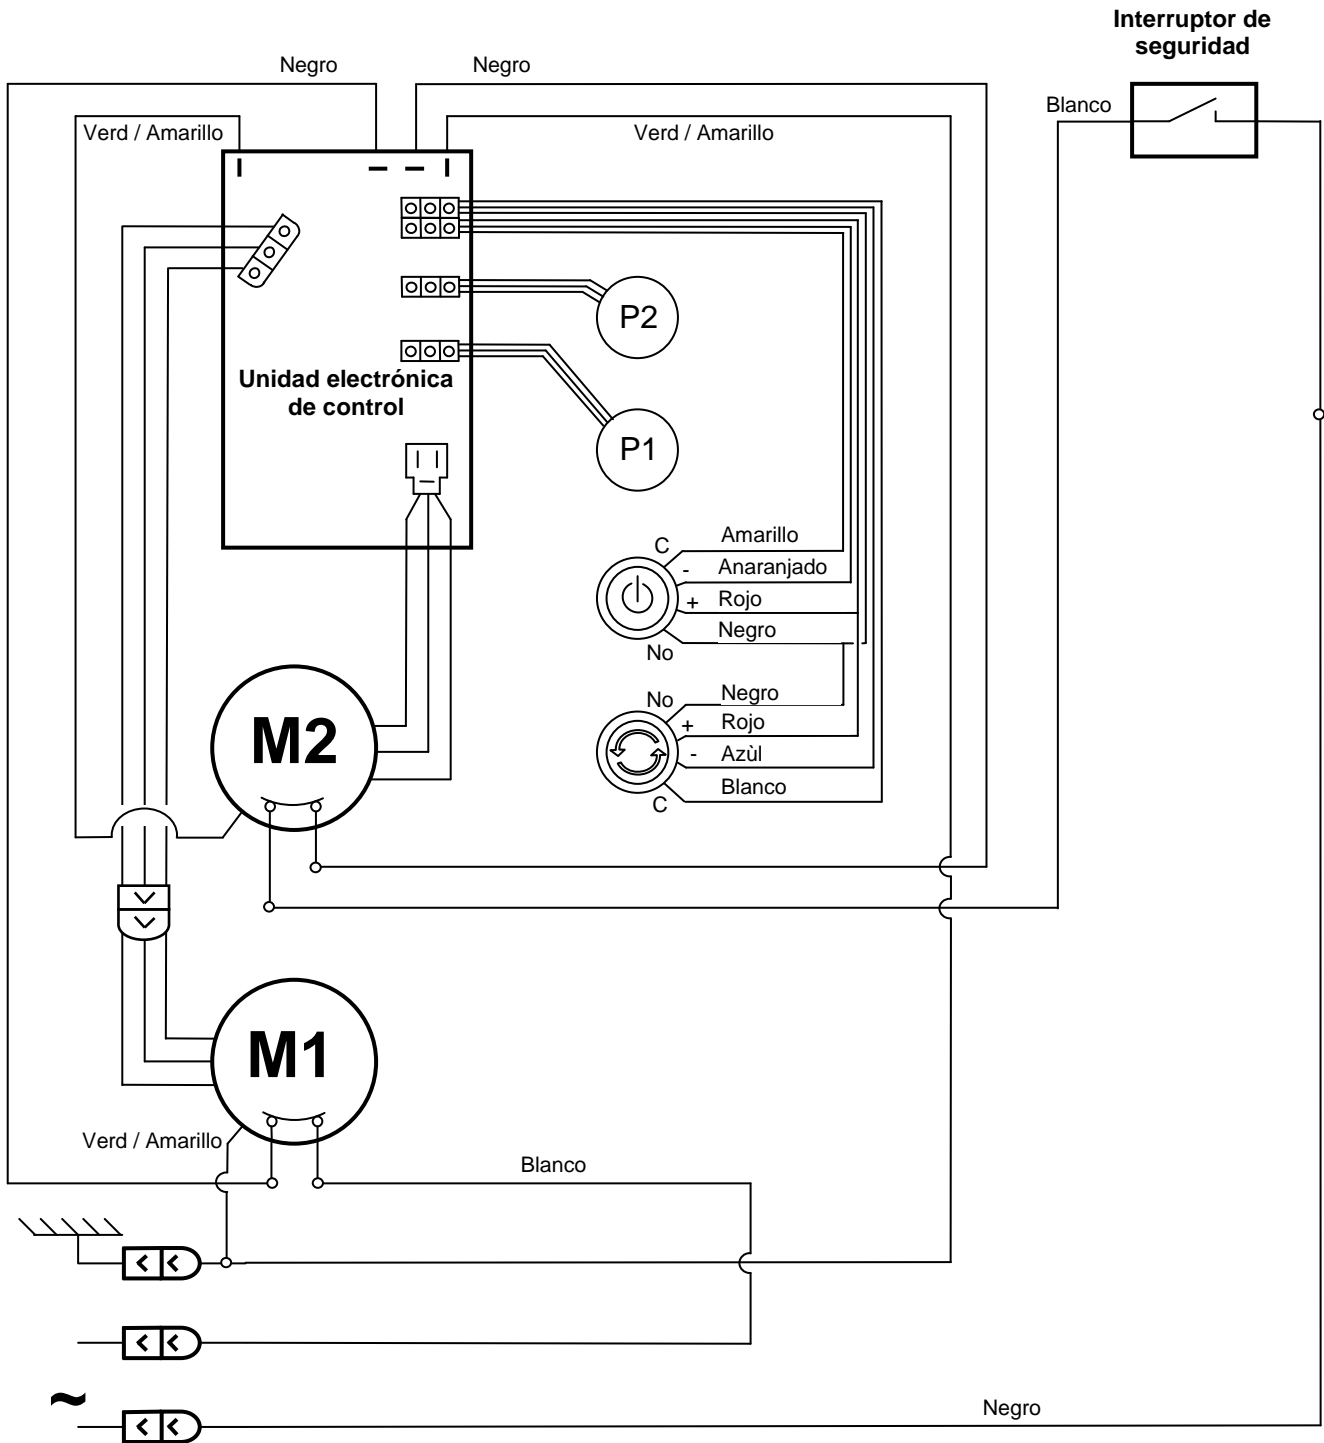 Interruptor de
seguridad
Negro
Negro
Blanco
Verd / Amarillo
Verd / Amarillo
P2
Unidad electrónica
de control
P1
Amarillo
C
- Anaranjado
+ Rojo
Negro
No
No
Negro
+ Rojo
- Azùl
Blanco
C
M2
M1
Verd / Amarillo
Blanco
~
Negro